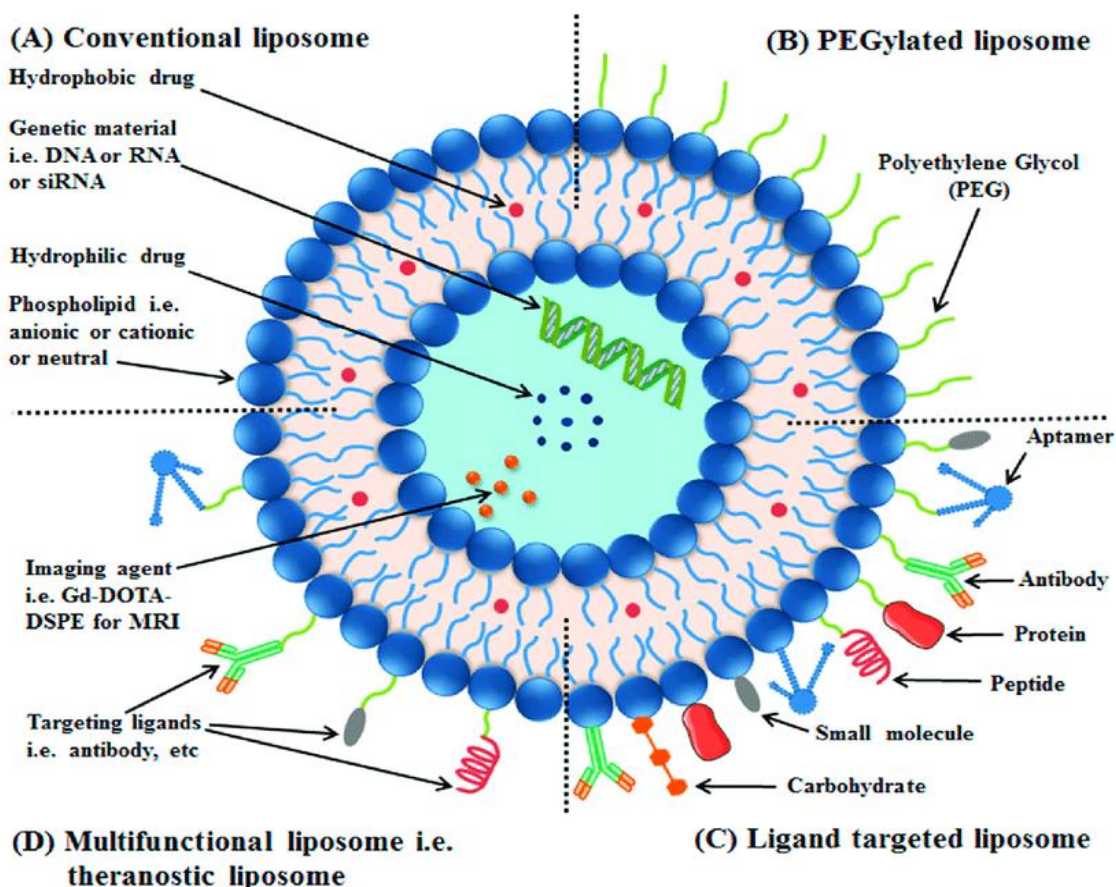 (A) Conventional liposome
(B) PEGylated liposome
Hydrophobic drug
Genetic material
i.e. DNA or RNA
or siRNA
Hydrophilic drug
Phospholipid i.e.
anionic or cationic
or neutral
Polyethylene Glycol
(PEG)
Aptamer
Antibody
Protein
Peptide
Small molecule
Carbohydrate
Imaging agent
i.e. Gd-DOTA-
DSPE for MRI
Targeting ligands
i.e. antibody, etc
(D) Multifunctional liposome i.e.
theranostic liposome
(C) Ligand targeted liposome